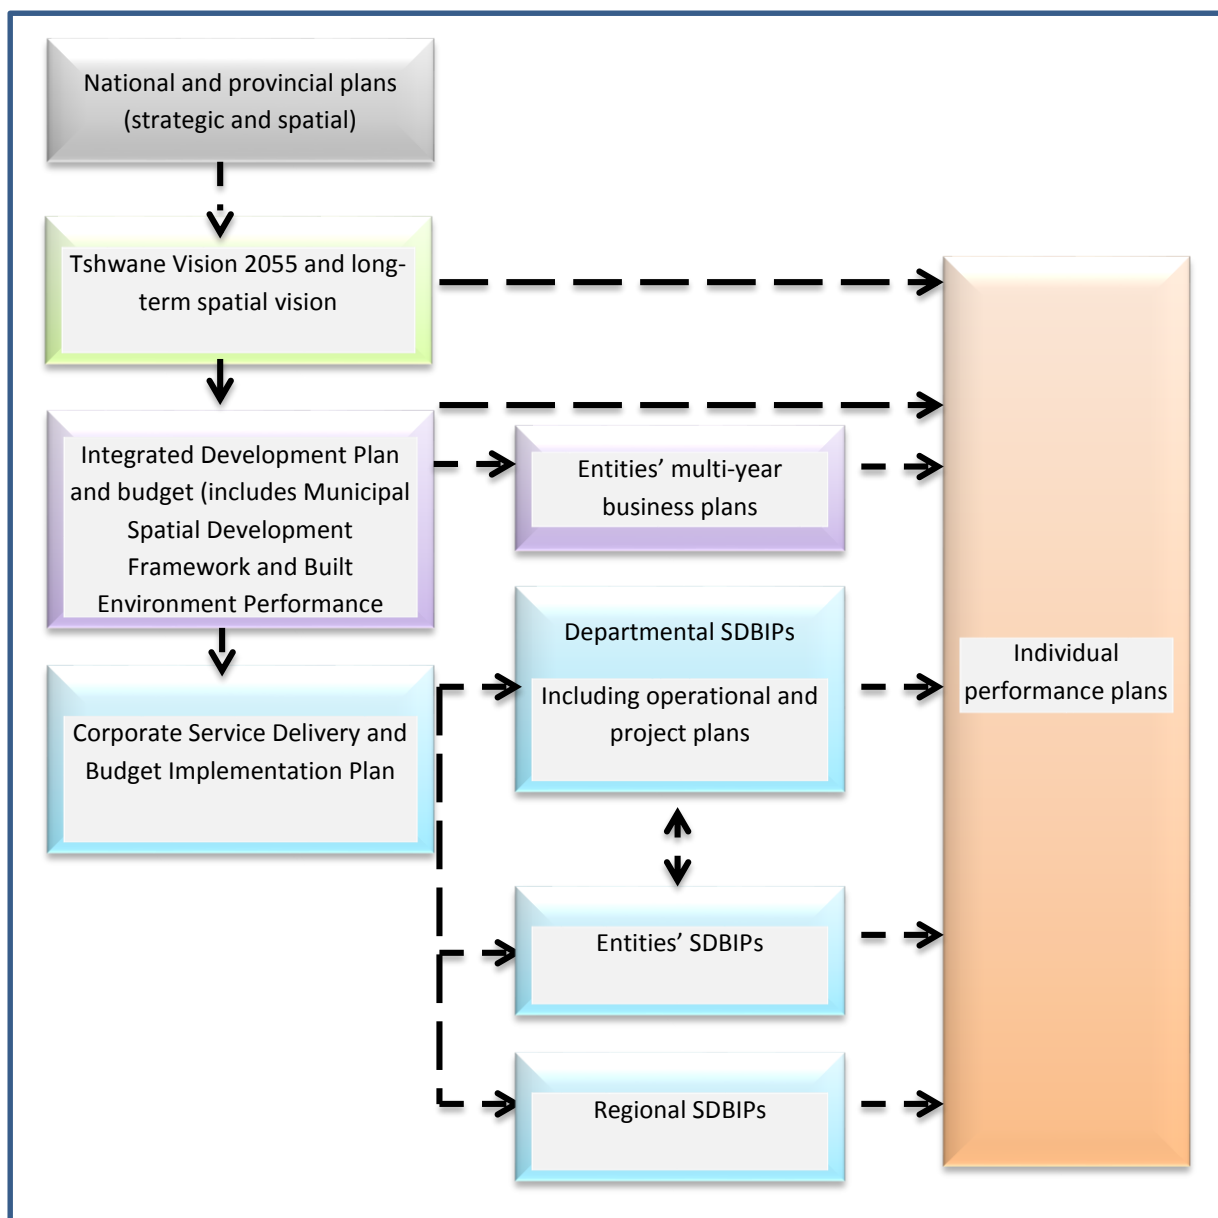 National and provincial plans
(strategic and spatial)
Tshwane Vision 2055 and long-
term spatial vision
Integrated Development Plan
and budget (includes Municipal
Spatial Development
Framework and Built
Environment Performance
Entities’ multi-year
business plans
Departmental SDBIPs
Including operational and
project plans
Corporate Service Delivery and
Budget Implementation Plan
Entities’ SDBIPs
Regional SDBIPs
Individual
performance plans